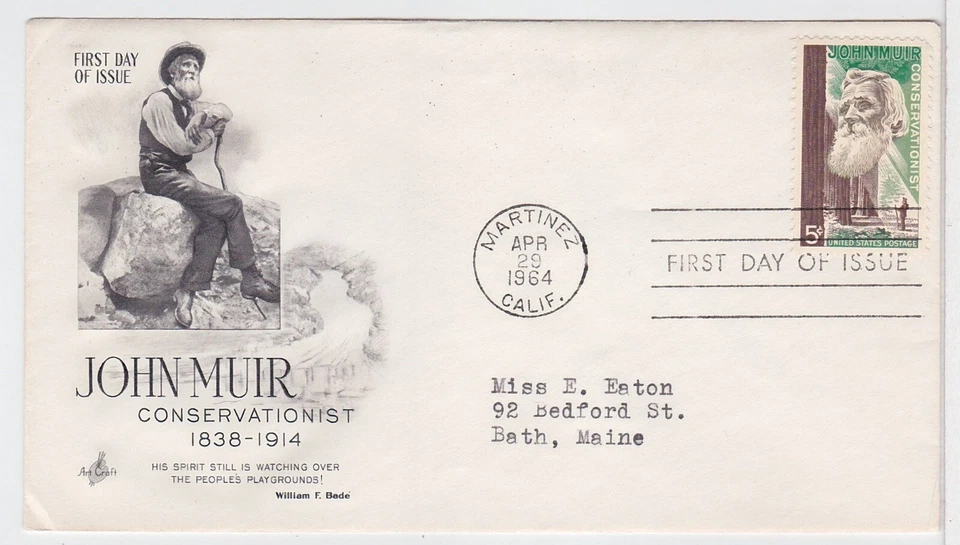 FIRST DAY
OF ISSUE
JOHN MUIR
CONSERVATIONIST
5¢
UNITED STATES POSTAGE
MARTINEZ
APR
29
1964
CALIF.
FIRST DAY OF ISSUE
JOHN MUIR
CONSERVATIONIST
1838-1914
Art Craft
HIS SPIRIT STILL IS WATCHING OVER
THE PEOPLE'S PLAYGROUNDS!
William F. Badé
Miss E. Eaton
92 Bedford St.
Bath, Maine